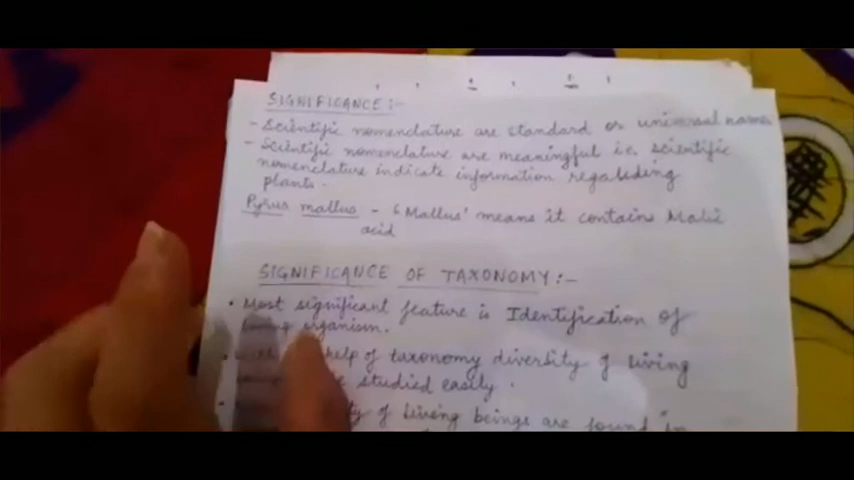 SIGNIFICANCE :-
- Scientific nomenclature are standard or universal names
- Scientific nomenclature are meaningful i.e. scientific
nomenclature indicate information regarding
plants.
Pyrus mallus - 'Mallus' means it contains Malic
acid
SIGNIFICANCE OF TAXONOMY :-
• Most significant feature is Identification of
living organism.
help of taxonomy diversity of living
studied easily.
of living beings are found in